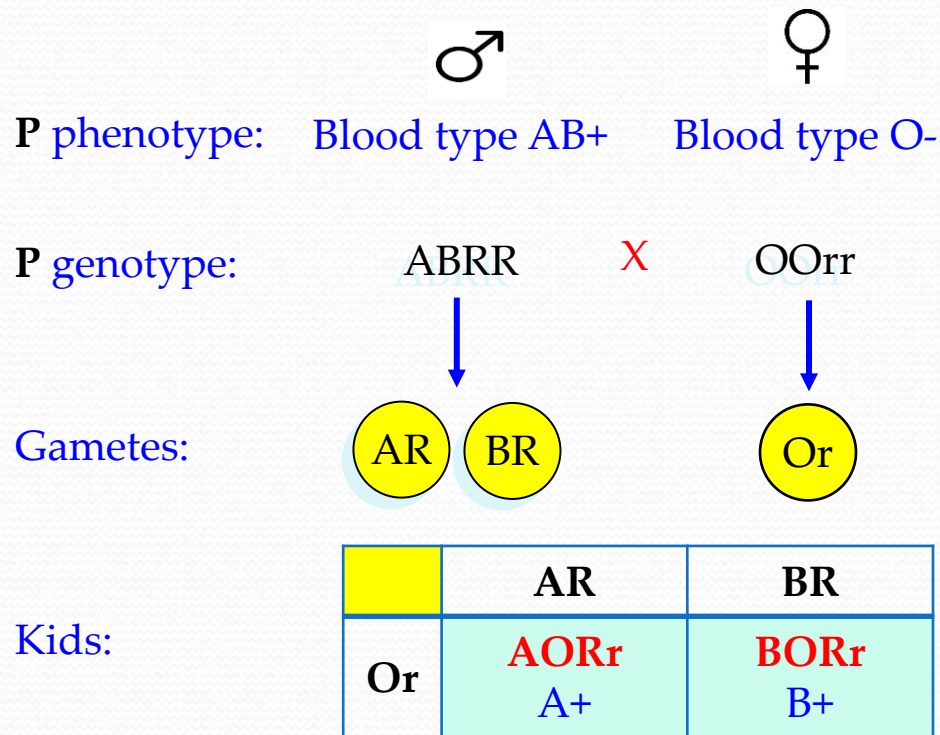 ♂ ♀
P phenotype: Blood type AB+ Blood type O-
P genotype: ABRR X OOrr
Gametes: AR BR Or
AR BR
Kids: Or AORr BORr
A+ B+